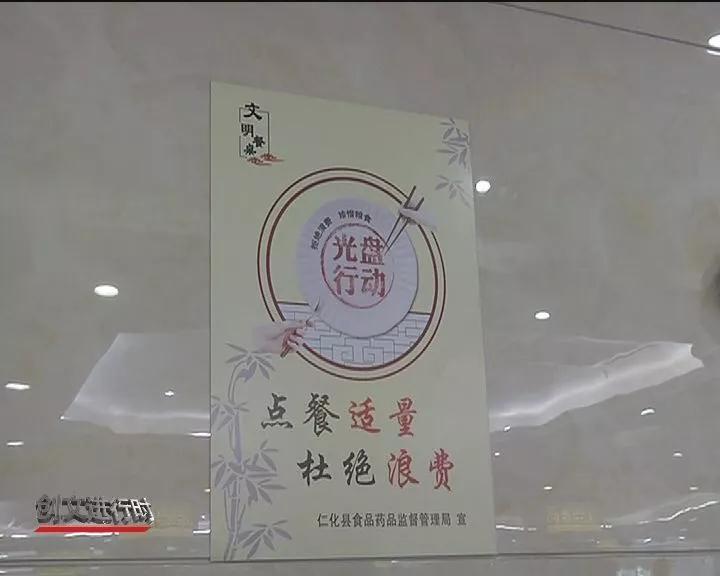 文明餐桌
拒绝浪费 珍惜粮食
光盘
行动
点餐适量
杜绝浪费
仁化县食品药品监督管理局 宣
创文进行时